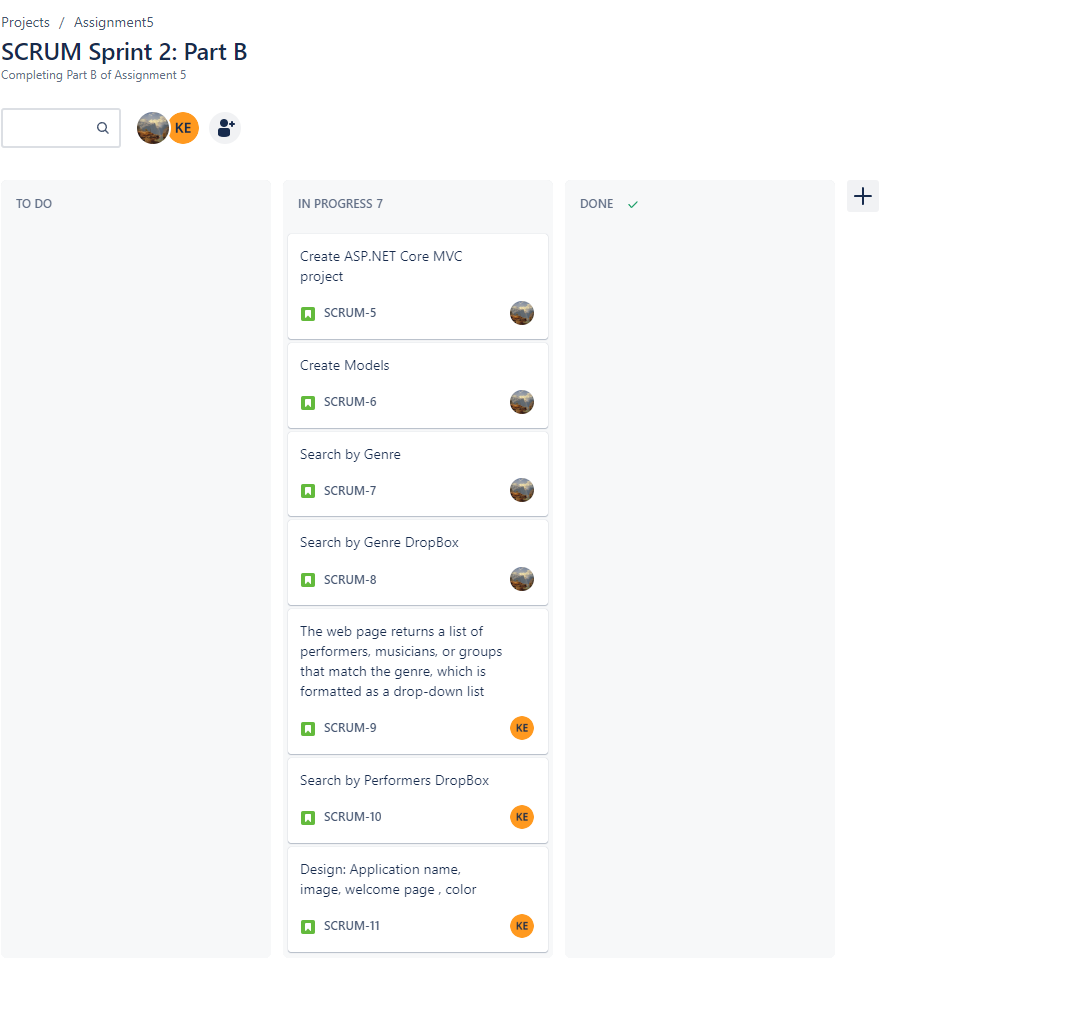 Projects / Assignment5
SCRUM Sprint 2: Part B
Completing Part B of Assignment 5
KE
TO DO
IN PROGRESS 7
Create ASP.NET Core MVC
project
SCRUM-5
Create Models
SCRUM-6
Search by Genre
SCRUM-7
Search by Genre DropBox
SCRUM-8
The web page returns a list of
performers, musicians, or groups
that match the genre, which is
formatted as a drop-down list
SCRUM-9 KE
Search by Performers DropBox
SCRUM-10 KE
Design: Application name,
image, welcome page , color
SCRUM-11 KE
DONE